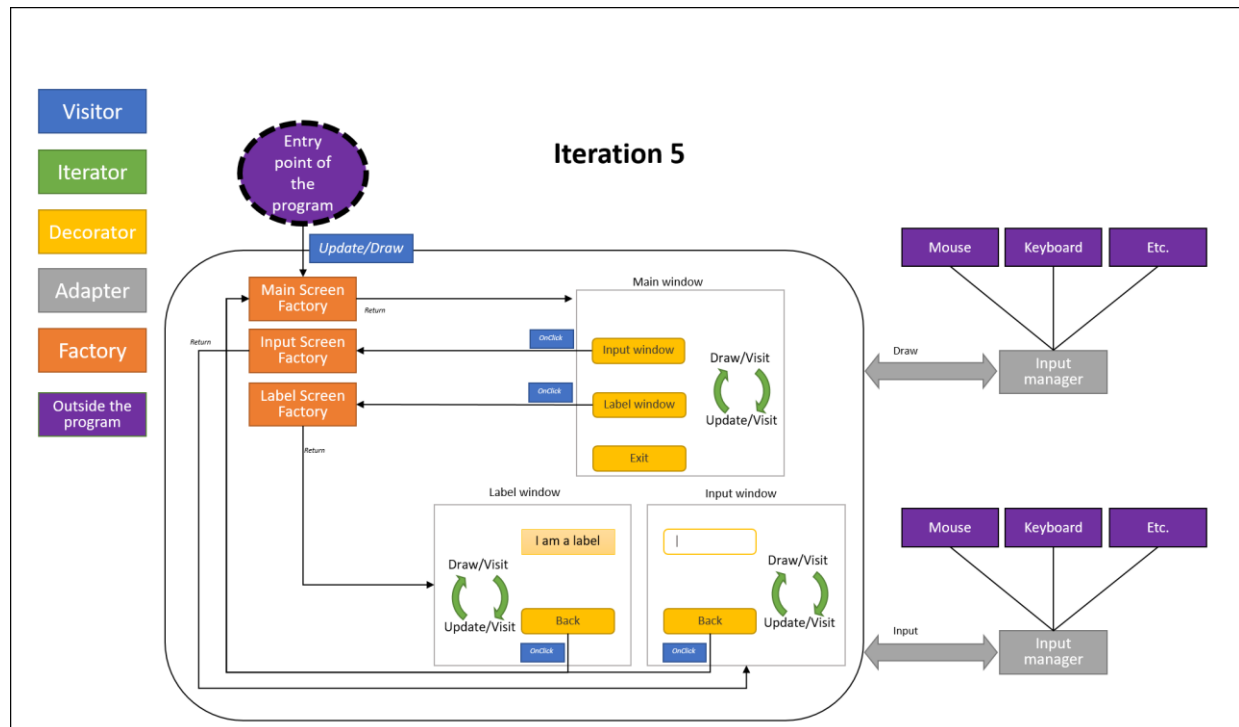 Visitor
Iterator
Decorator
Adapter
Factory
Outside the
program
Entry
point of
the
program
Iteration 5
Update/Draw
Main Screen
Factory
Return
Input Screen
Factory
Return
Label Screen
Factory
Return
Main window
OnClick
Input window
OnClick
Label window
Exit
Draw/Visit
Update/Visit
Label window
I am a label
Draw/Visit
Update/Visit
Back
OnClick
Input window
|
Draw/Visit
Update/Visit
Back
OnClick
Mouse
Keyboard
Etc.
Draw
Input
manager
Mouse
Keyboard
Etc.
Input
Input
manager